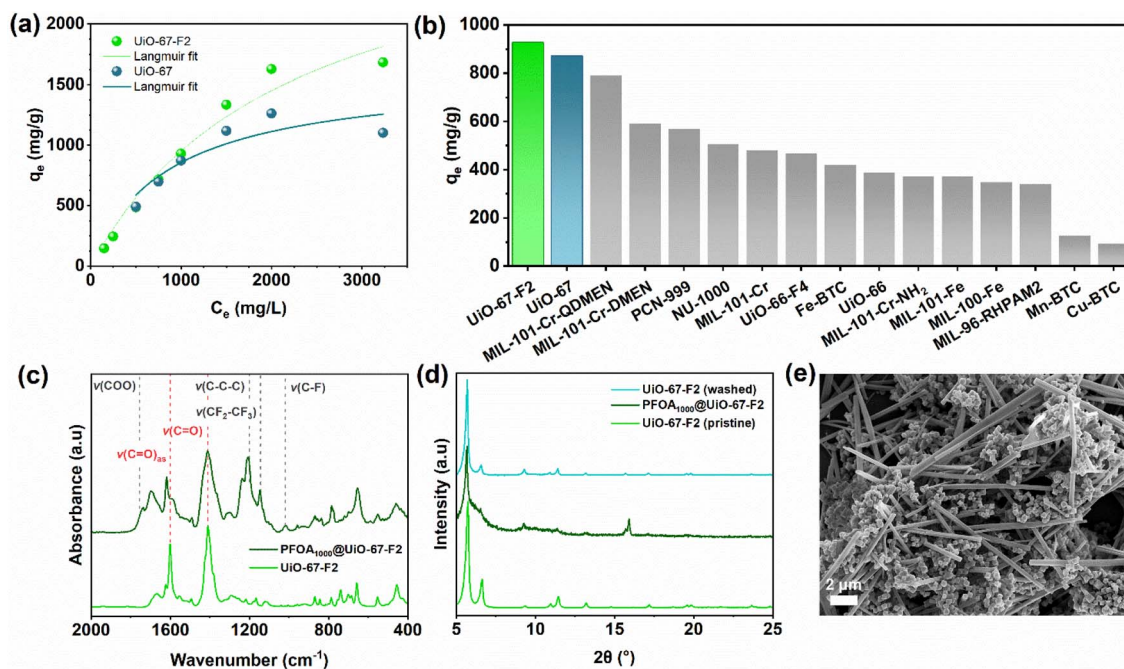 (a)
2000
1500
1000
500
0
qe (mg/g)
UiO-67-F2
Langmuir fit
UiO-67
Langmuir fit
0 1000 2000 3000
Ce (mg/L)
(b)
1000
800
600
400
200
0
qe (mg/g)
UiO-67-F2
UiO-67
MIL-101-Cr-QDMEN
MIL-101-Cr-DMEN
PCN-999
NU-1000
MIL-101-Cr
UiO-66-F4
Fe-BTC
UiO-66
MIL-101-Cr-NH2
MIL-101-Fe
MIL-100-Fe
MIL-96-RHPAM2
Mn-BTC
Cu-BTC
(c)
Absorbance (a.u)
ν(COO)
ν(C=O)as
ν(C=O)
ν(C-C-C)
ν(CF2-CF3)
ν(C-F)
PFOA1000@UiO-67-F2
UiO-67-F2
2000 1600 1200 800 400
Wavenumber (cm-1)
(d)
Intensity (a.u)
UiO-67-F2 (washed)
PFOA1000@UiO-67-F2
UiO-67-F2 (pristine)
5 10 15 20 25
2θ (°)
(e)
2 μm